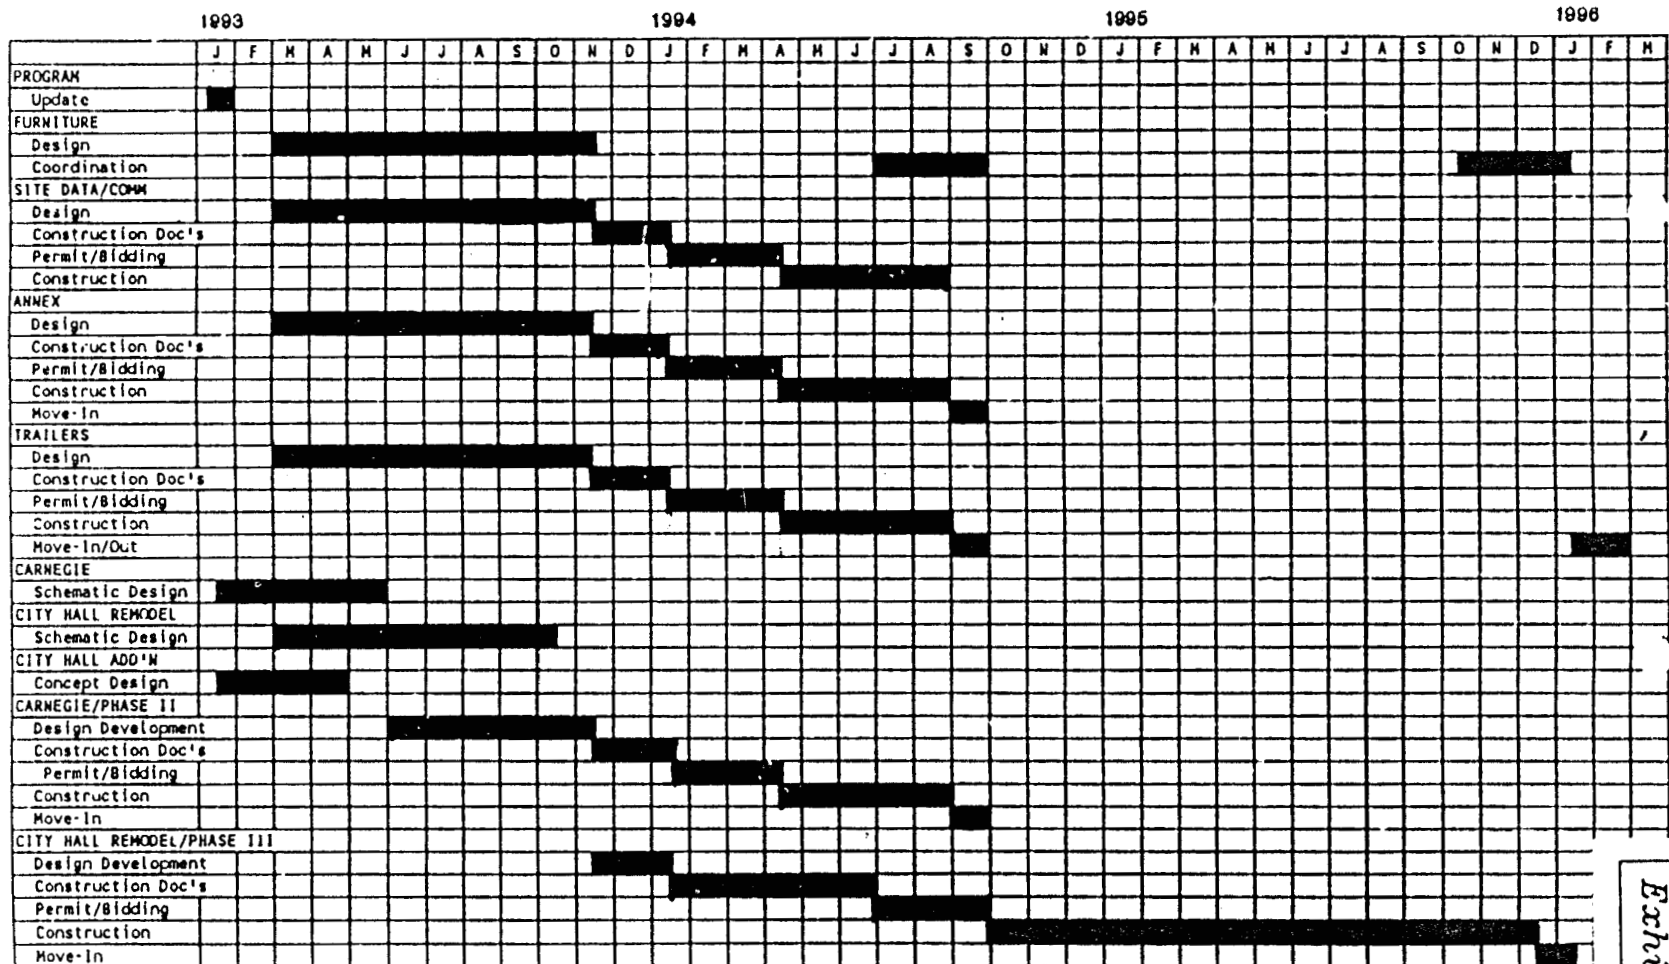 1993 1994 1995 1996
J F M A M J J A S O N D J F M A M J J A S O N D J F M A M J J A S O N D J F M
PROGRAM
Update
FURNITURE
Design
Coordination
SITE DATA/COMM
Design
Construction Doc's
Permit/Bidding
Construction
ANNEX
Design
Construction Doc's
Permit/Bidding
Construction
Move-In
TRAILERS
Design
Construction Doc's
Permit/Bidding
Construction
Move-In/Out
CARNEGIE
Schematic Design
CITY HALL REMODEL
Schematic Design
CITY HALL ADD'N
Concept Design
CARNEGIE/PHASE II
Design Development
Construction Doc's
Permit/Bidding
Construction
Move-In
CITY HALL REMODEL/PHASE III
Design Development
Construction Doc's
Permit/Bidding
Construction
Move-In